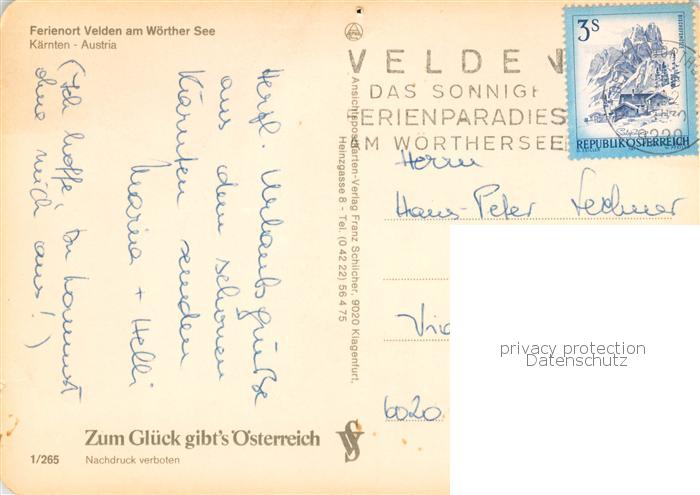 Ferienort Velden am Wörther See
Kärnten - Austria
Herzl. Urlaubsgrüße
aus dem schönen
Kärnten senden
Maria + Helli
(Ich hoffe, Du kommst
ohne mich aus!)
Zum Glück gibt's Österreich
1/265
Nachdruck verboten
Ansichtspostkarten-Verlag Franz Schilcher, 9020 Klagenfurt,
Heinzgasse 8 - Tel. (0 42 22) 56 4 75
VELDEN
DAS SONNIGE
FERIENPARADIES
AM WÖRTHERSEE
3S
REPUBLIK ÖSTERREICH
Herrn
Hans-Peter Lechner
6020
privacy protection
Datenschutz